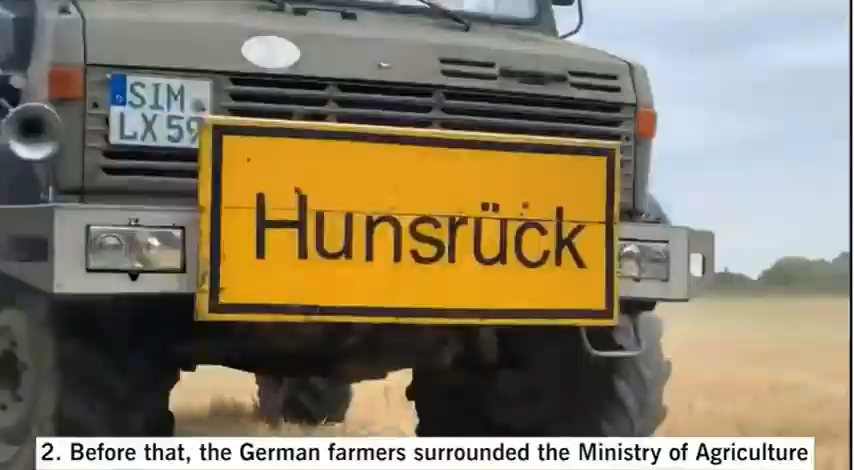 SIM
LX 59
Hunsrück
2. Before that, the German farmers surrounded the Ministry of Agriculture